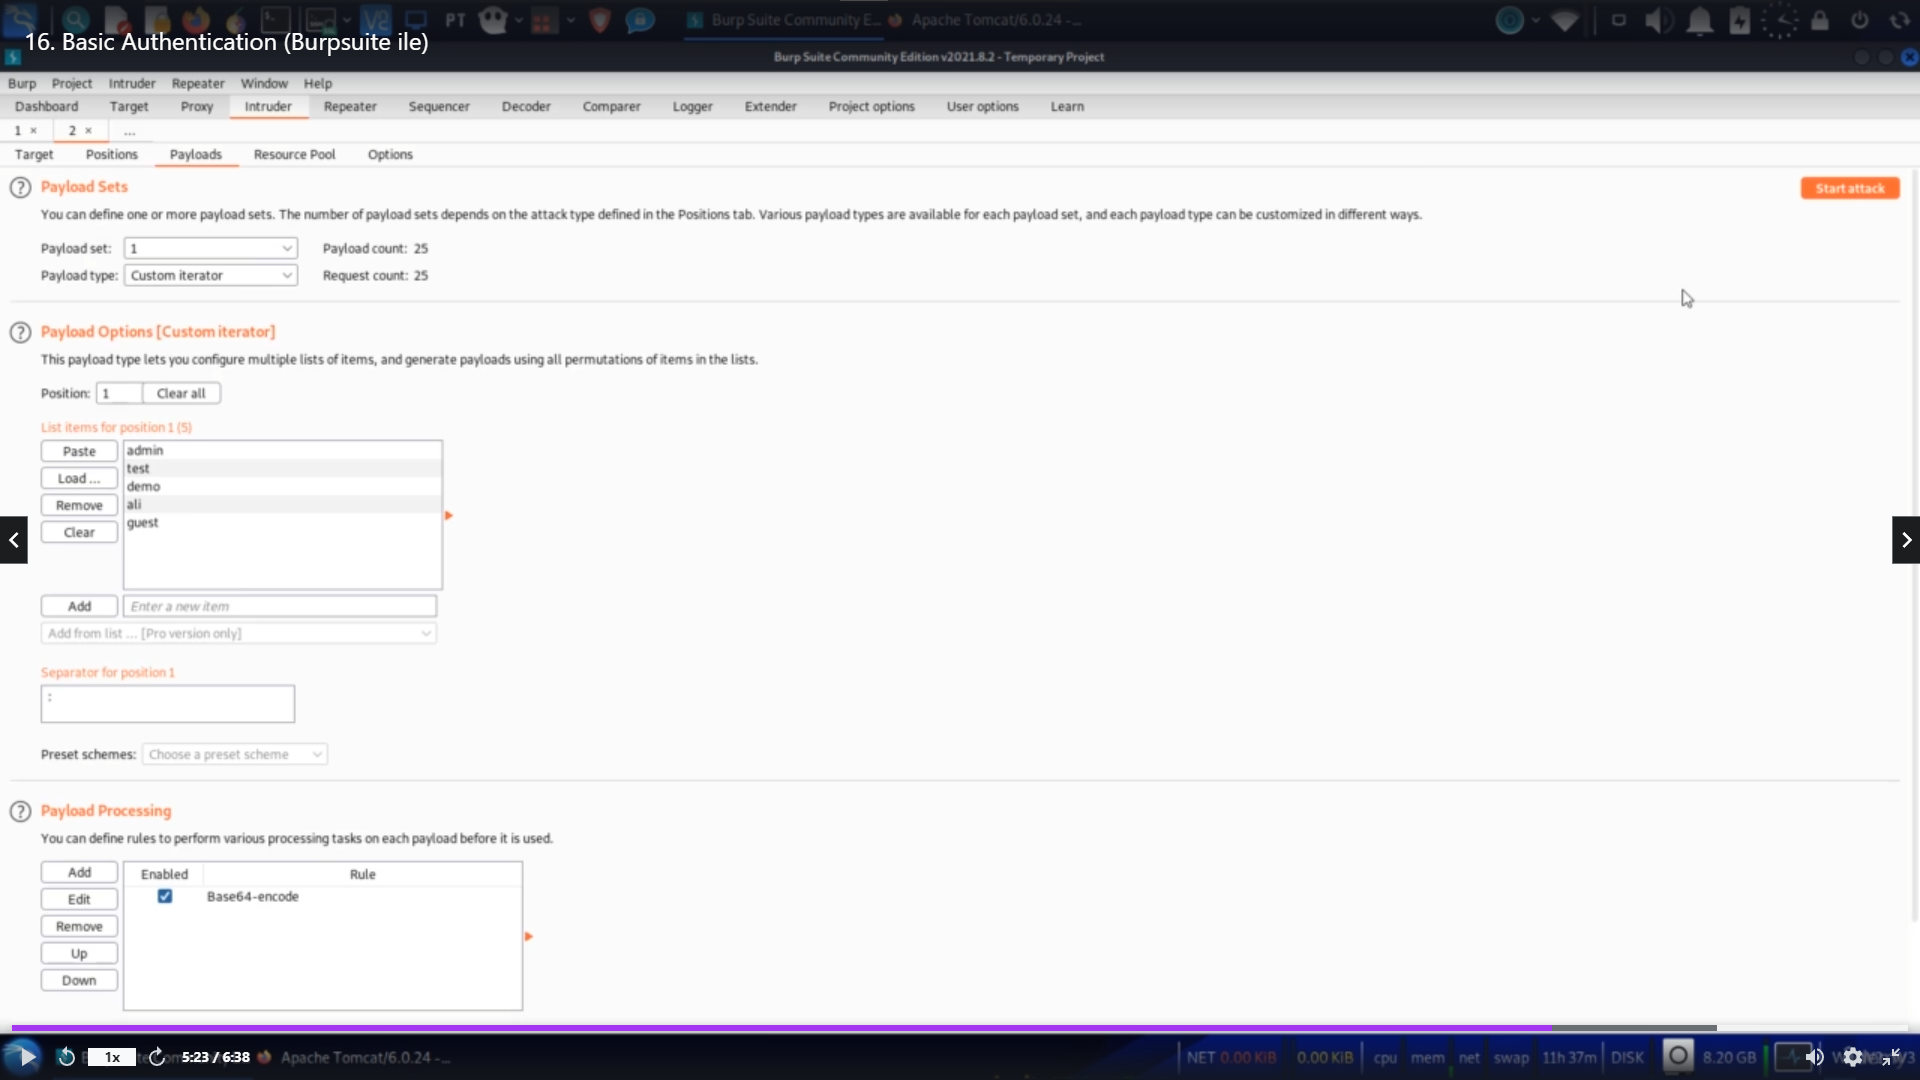 PT
Burp Suite Community E...
Apache Tomcat/6.0.24 -...
16. Basic Authentication (Burpsuite ile)
Burp Suite Community Edition v2021.8.2 - Temporary Project
Burp Project Intruder Repeater Window Help
Dashboard Target Proxy Intruder Repeater Sequencer Decoder Comparer Logger Extender Project options User options Learn
1 × 2 × ...
Target Positions Payloads Resource Pool Options
? Payload Sets
Start attack
You can define one or more payload sets. The number of payload sets depends on the attack type defined in the Positions tab. Various payload types are available for each payload set, and each payload type can be customized in different ways.
Payload set: 1 Payload count: 25
Payload type: Custom iterator Request count: 25
? Payload Options [Custom iterator]
This payload type lets you configure multiple lists of items, and generate payloads using all permutations of items in the lists.
Position: 1 Clear all
List items for position 1 (5)
Paste
Load ...
Remove
Clear
admin
test
demo
ali
guest
Add Enter a new item
Add from list ... [Pro version only]
Separator for position 1
:
Preset schemes: Choose a preset scheme
? Payload Processing
You can define rules to perform various processing tasks on each payload before it is used.
Add
Edit
Remove
Up
Down
Enabled Rule
Base64-encode
1x 5:23 / 6:38 Apache Tomcat/6.0.24 -...
NET 0.00 KiB 0.00 KiB cpu mem net swap 11h 37m DISK 8.20 GB